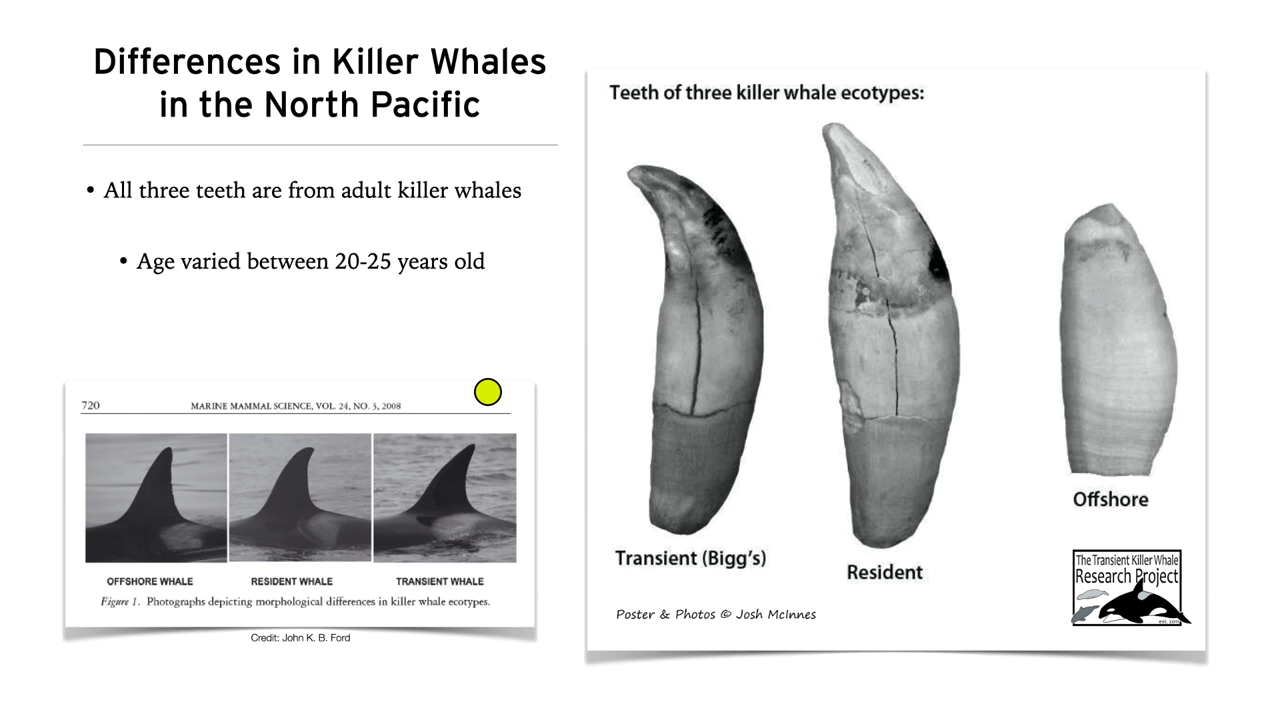 Differences in Killer Whales
in the North Pacific
• All three teeth are from adult killer whales
• Age varied between 20-25 years old
720
MARINE MAMMAL SCIENCE, VOL. 24, NO. 3, 2008
OFFSHORE WHALE
RESIDENT WHALE
TRANSIENT WHALE
Figure 1. Photographs depicting morphological differences in killer whale ecotypes.
Credit: John K. B. Ford
Teeth of three killer whale ecotypes:
Transient (Bigg's)
Resident
Offshore
Poster & Photos © Josh McInnes
The Transient Killer Whale
Research Project